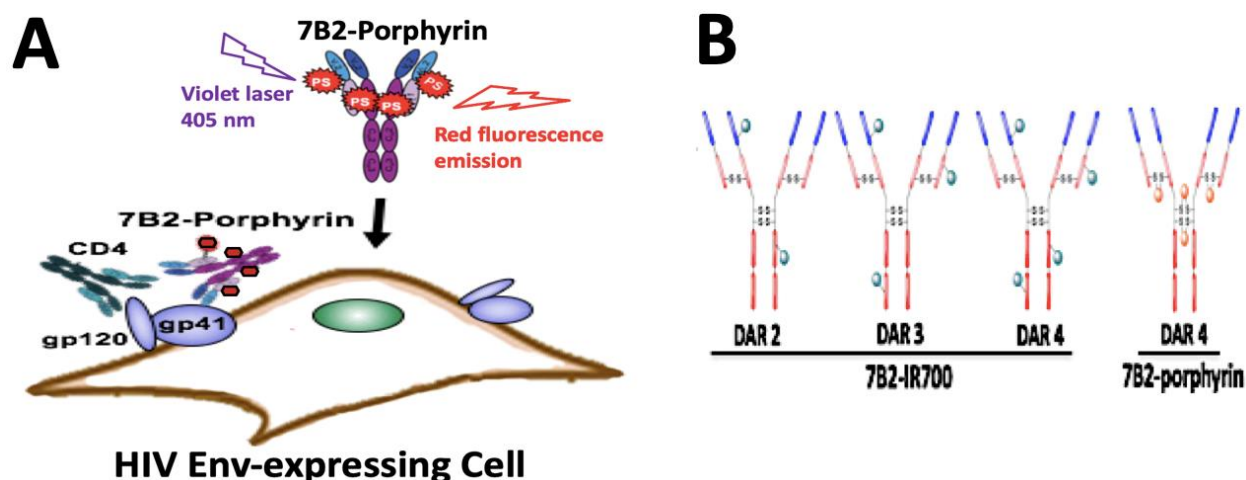 A
7B2-Porphyrin
Violet laser
405 nm
PS
PS
PS
PS
Red fluorescence
emission
7B2-Porphyrin
CD4
gp120
gp41
HIV Env-expressing Cell
B
DAR 2
DAR 3
DAR 4
DAR 4
7B2-IR700
7B2-porphyrin